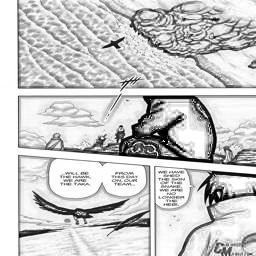 WE HAVE
SHED
THE SKIN
OF THE
SNAKE.
WE ARE
NO
LONGER
THE
HEBI.
FROM
THIS DAY
ON, OUR
TEAM...
...WILL BE
THE HAWK.
WE ARE
THE TAKA.